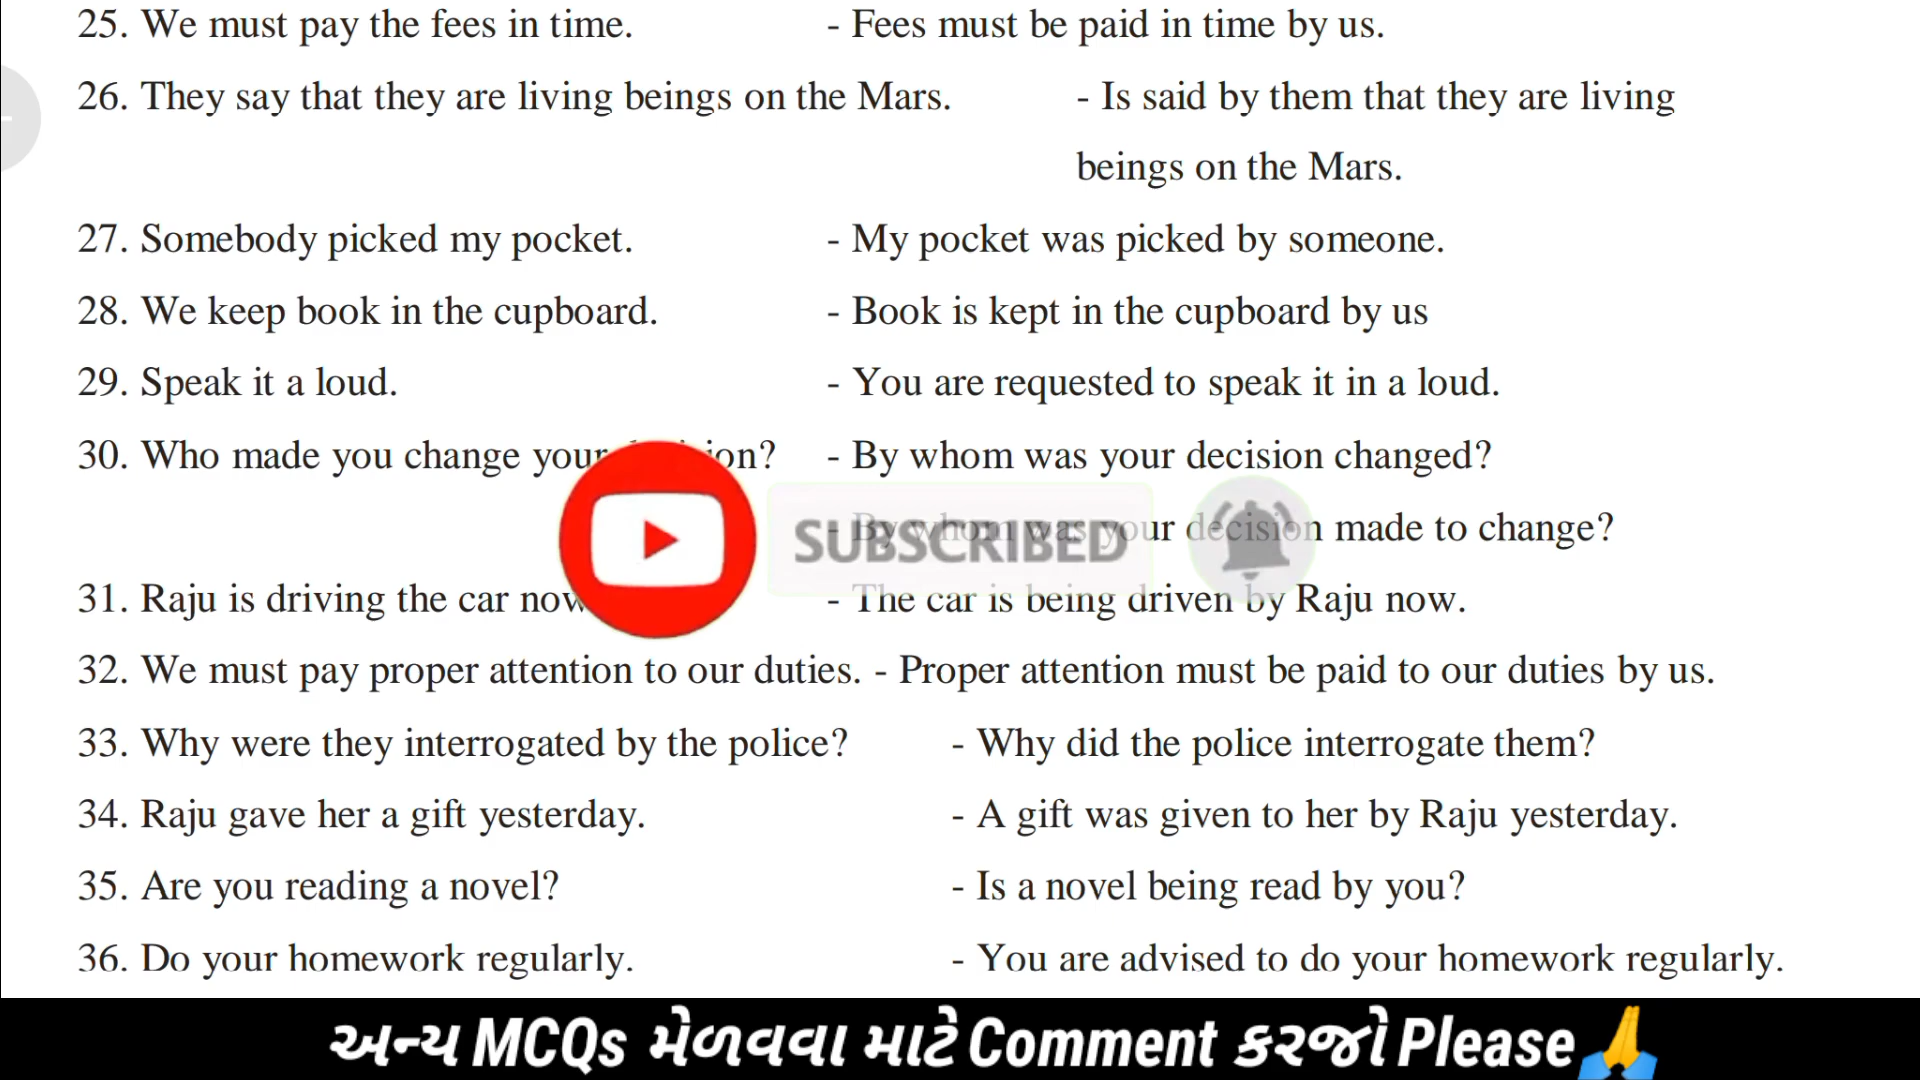 25. We must pay the fees in time. - Fees must be paid in time by us.
26. They say that they are living beings on the Mars. - Is said by them that they are living
beings on the Mars.
27. Somebody picked my pocket. - My pocket was picked by someone.
28. We keep book in the cupboard. - Book is kept in the cupboard by us
29. Speak it a loud. - You are requested to speak it in a loud.
30. Who made you change your decision? - By whom was your decision changed?
- By whom was your decision made to change?
SUBSCRIBED
31. Raju is driving the car now - The car is being driven by Raju now.
32. We must pay proper attention to our duties. - Proper attention must be paid to our duties by us.
33. Why were they interrogated by the police? - Why did the police interrogate them?
34. Raju gave her a gift yesterday. - A gift was given to her by Raju yesterday.
35. Are you reading a novel? - Is a novel being read by you?
36. Do your homework regularly. - You are advised to do your homework regularly.
અન્ય MCQs મેળવવા માટે Comment કરજો Please🙏